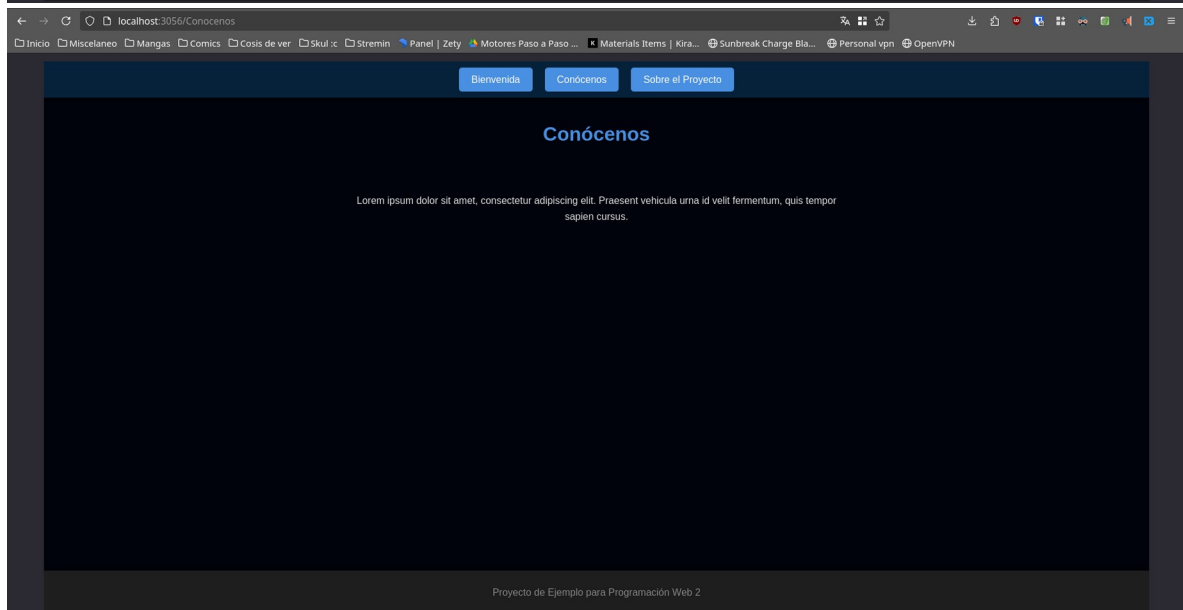 localhost:3056/Conocenos
Inicio Miscelaneo Mangas Comics Cosis de ver Skul :c Stremin Panel | Zety Motores Paso a Paso ... K Materials Items | Kira... Sunbreak Charge Bla... Personal vpn OpenVPN
Bienvenida Conócenos Sobre el Proyecto
Conócenos
Lorem ipsum dolor sit amet, consectetur adipiscing elit. Praesent vehicula urna id velit fermentum, quis tempor
sapien cursus.
Proyecto de Ejemplo para Programación Web 2